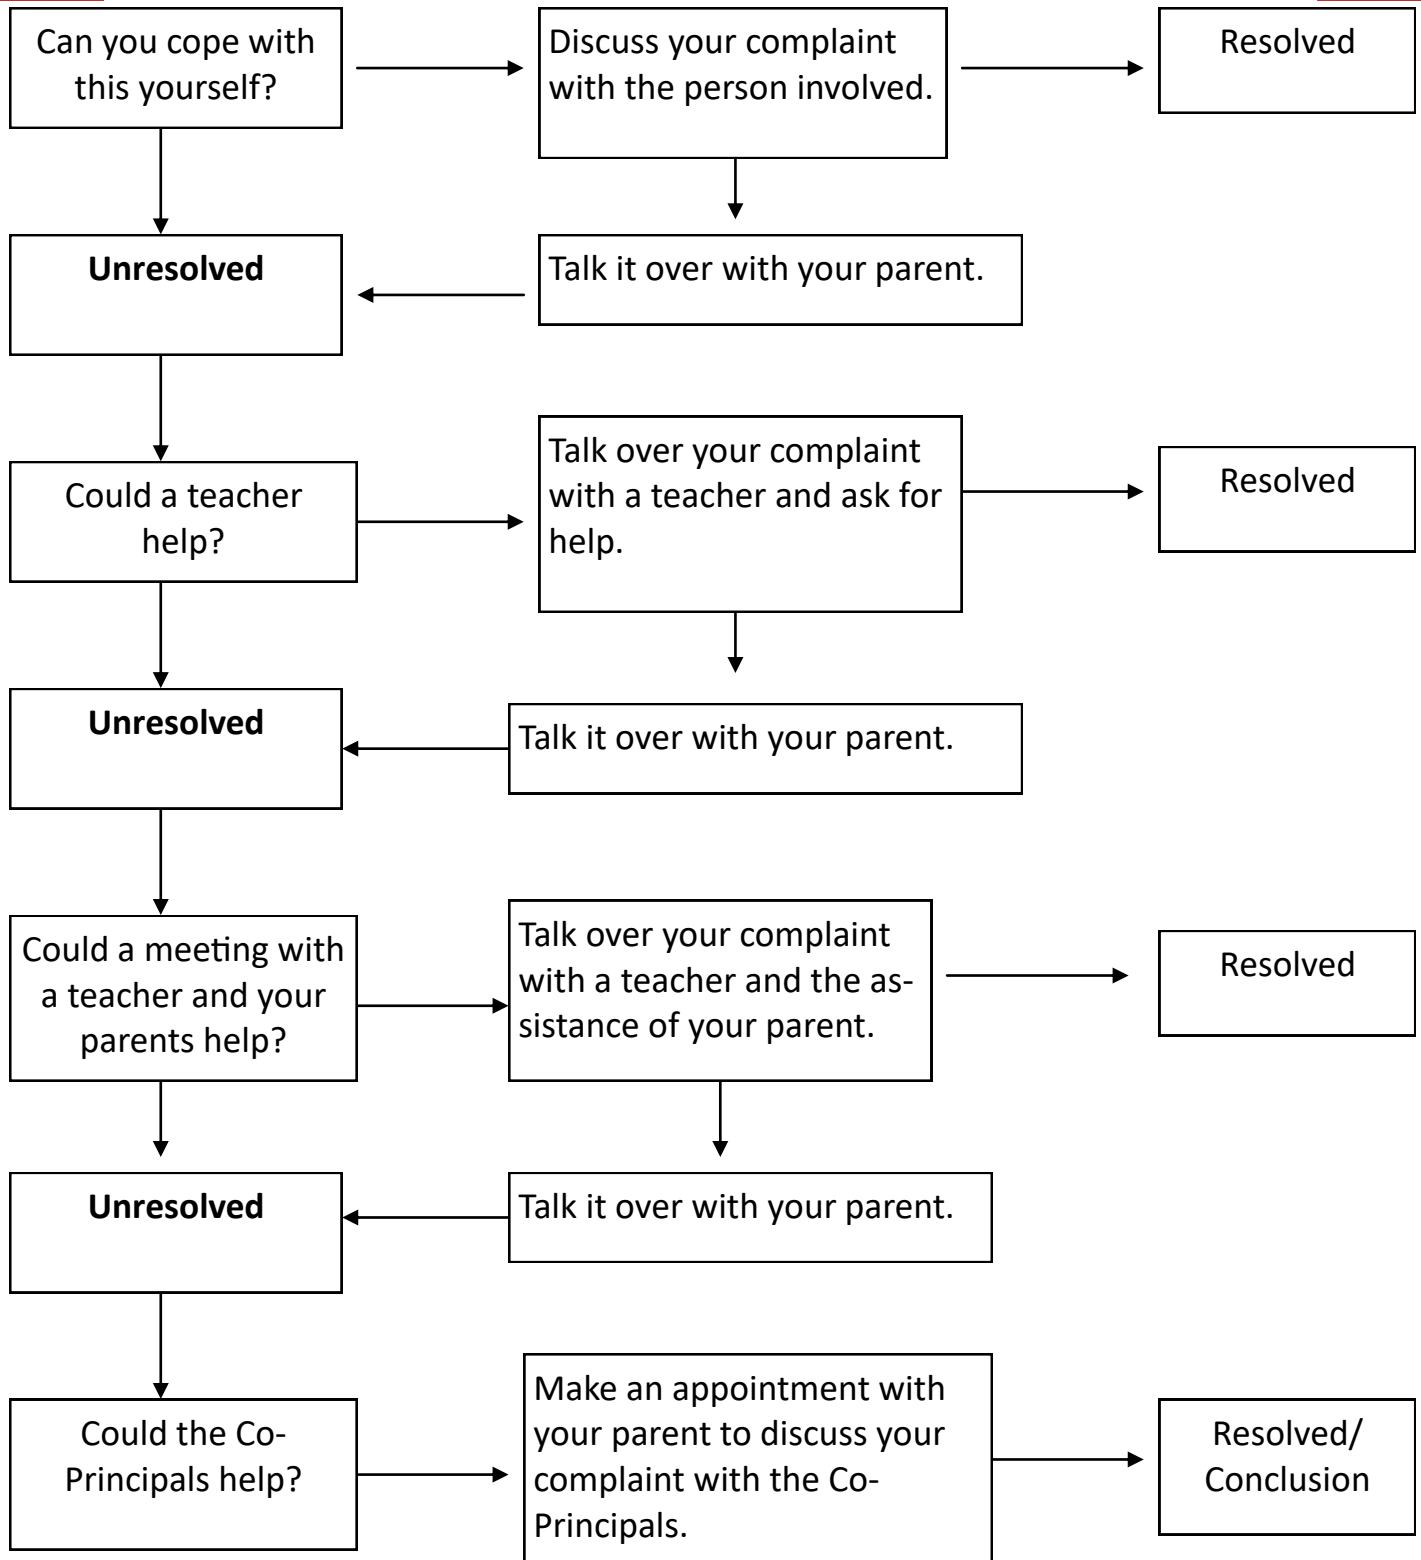 Can you cope with
this yourself?
Discuss your complaint
with the person involved.
Resolved
Unresolved
Talk it over with your parent.
Could a teacher
help?
Talk over your complaint
with a teacher and ask for
help.
Resolved
Unresolved
Talk it over with your parent.
Could a meeting with
a teacher and your
parents help?
Talk over your complaint
with a teacher and the as-
sistance of your parent.
Resolved
Unresolved
Talk it over with your parent.
Could the Co-
Principals help?
Make an appointment with
your parent to discuss your
complaint with the Co-
Principals.
Resolved/
Conclusion